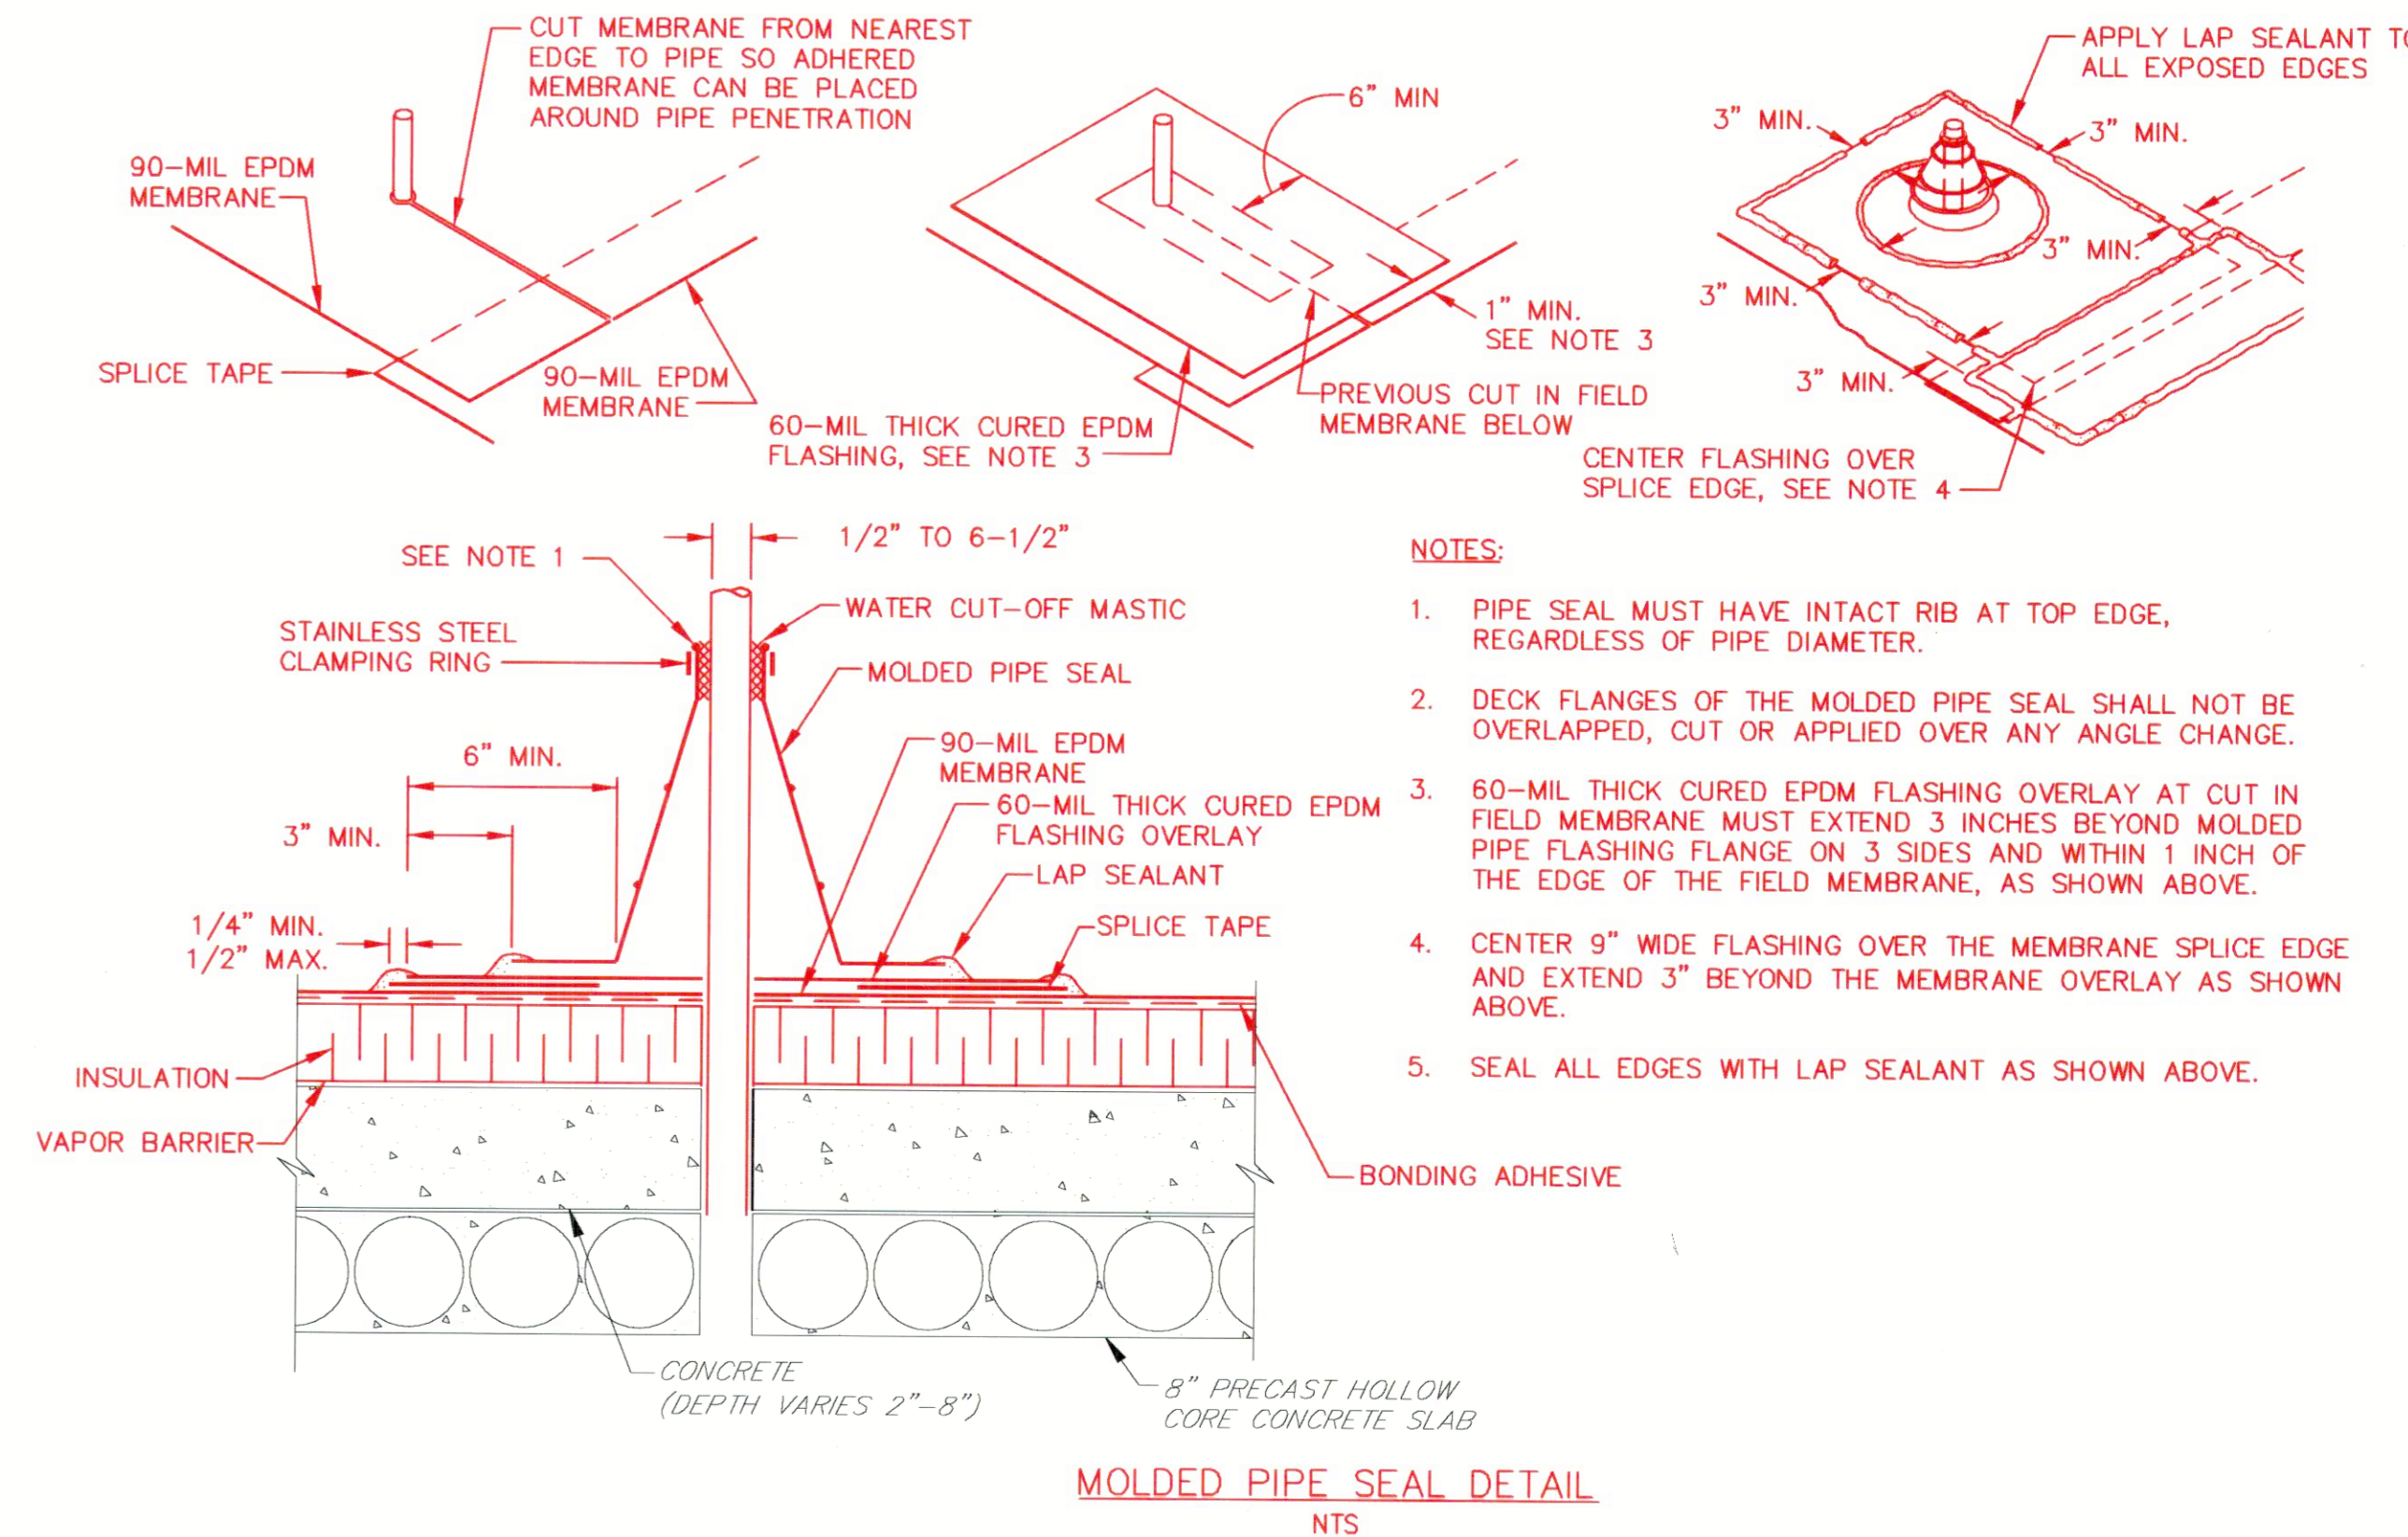 CUT MEMBRANE FROM NEAREST
EDGE TO PIPE SO ADHERED
MEMBRANE CAN BE PLACED
AROUND PIPE PENETRATION
90-MIL EPDM
MEMBRANE
SPLICE TAPE
90-MIL EPDM
MEMBRANE
6" MIN
1" MIN.
SEE NOTE 3
PREVIOUS CUT IN FIELD
MEMBRANE BELOW
60-MIL THICK CURED EPDM
FLASHING, SEE NOTE 3
APPLY LAP SEALANT TO
ALL EXPOSED EDGES
3" MIN.
3" MIN.
3" MIN.
3" MIN.
3" MIN.
CENTER FLASHING OVER
SPLICE EDGE, SEE NOTE 4
1/2" TO 6-1/2"
SEE NOTE 1
WATER CUT-OFF MASTIC
STAINLESS STEEL
CLAMPING RING
MOLDED PIPE SEAL
6" MIN.
90-MIL EPDM
MEMBRANE
3" MIN.
60-MIL THICK CURED EPDM
FLASHING OVERLAY
LAP SEALANT
1/4" MIN.
1/2" MAX.
SPLICE TAPE
INSULATION
VAPOR BARRIER
BONDING ADHESIVE
CONCRETE
(DEPTH VARIES 2"-8")
8" PRECAST HOLLOW
CORE CONCRETE SLAB
NOTES:
1. PIPE SEAL MUST HAVE INTACT RIB AT TOP EDGE,
REGARDLESS OF PIPE DIAMETER.
2. DECK FLANGES OF THE MOLDED PIPE SEAL SHALL NOT BE
OVERLAPPED, CUT OR APPLIED OVER ANY ANGLE CHANGE.
3. 60-MIL THICK CURED EPDM FLASHING OVERLAY AT CUT IN
FIELD MEMBRANE MUST EXTEND 3 INCHES BEYOND MOLDED
PIPE FLASHING FLANGE ON 3 SIDES AND WITHIN 1 INCH OF
THE EDGE OF THE FIELD MEMBRANE, AS SHOWN ABOVE.
4. CENTER 9" WIDE FLASHING OVER THE MEMBRANE SPLICE EDGE
AND EXTEND 3" BEYOND THE MEMBRANE OVERLAY AS SHOWN
ABOVE.
5. SEAL ALL EDGES WITH LAP SEALANT AS SHOWN ABOVE.
MOLDED PIPE SEAL DETAIL
NTS